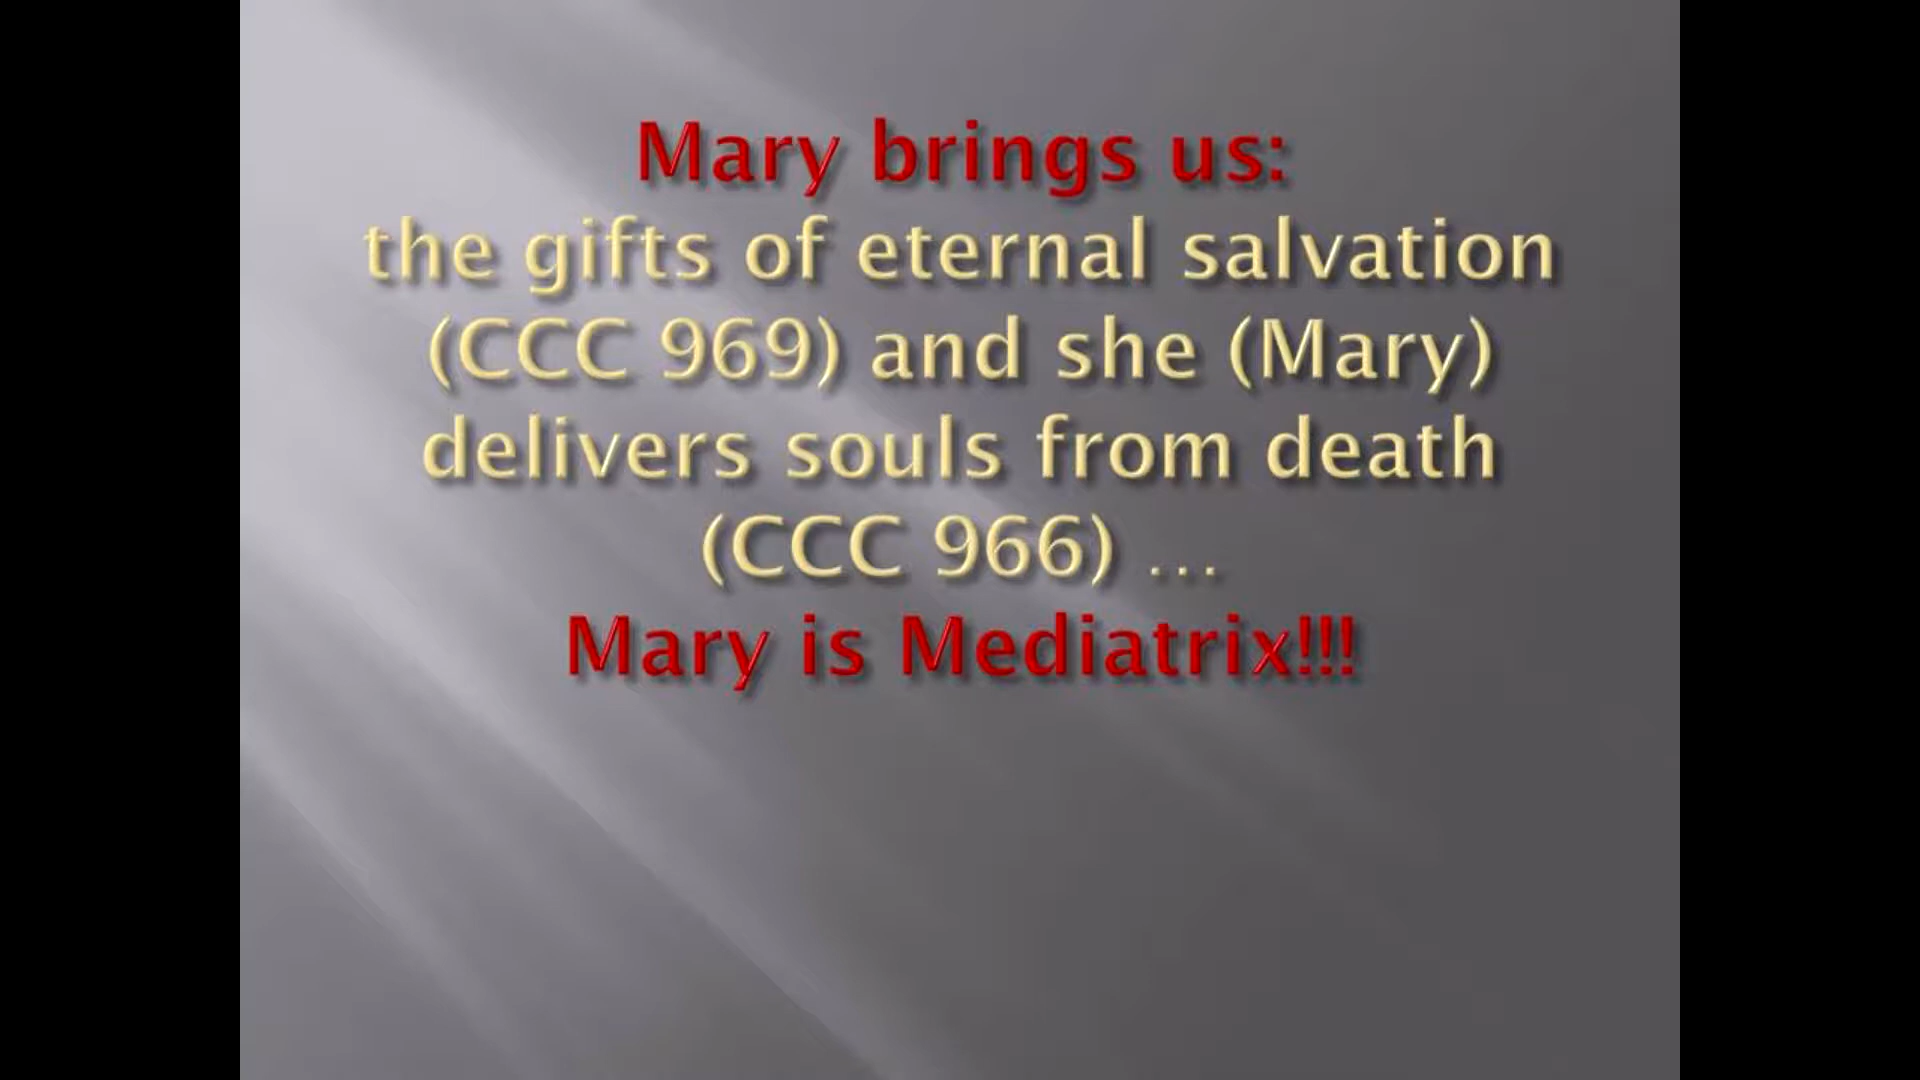 Mary brings us:
the gifts of eternal salvation
(CCC 969) and she (Mary)
delivers souls from death
(CCC 966) …
Mary is Mediatrix!!!